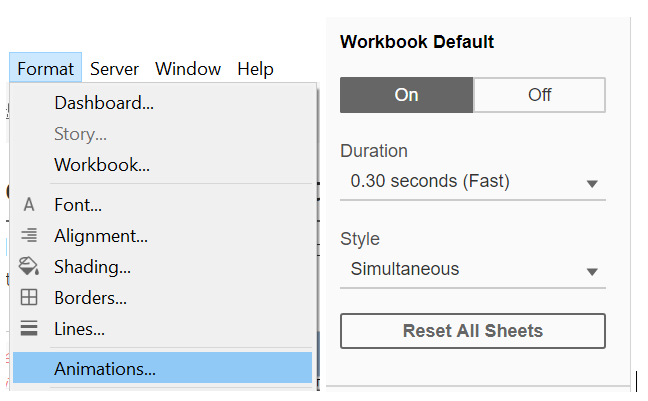 Format Server Window Help
Dashboard...
Story...
Workbook...
Font...
Alignment...
Shading...
Borders...
Lines...
Animations...
Workbook Default
On Off
Duration
0.30 seconds (Fast)
Style
Simultaneous
Reset All Sheets